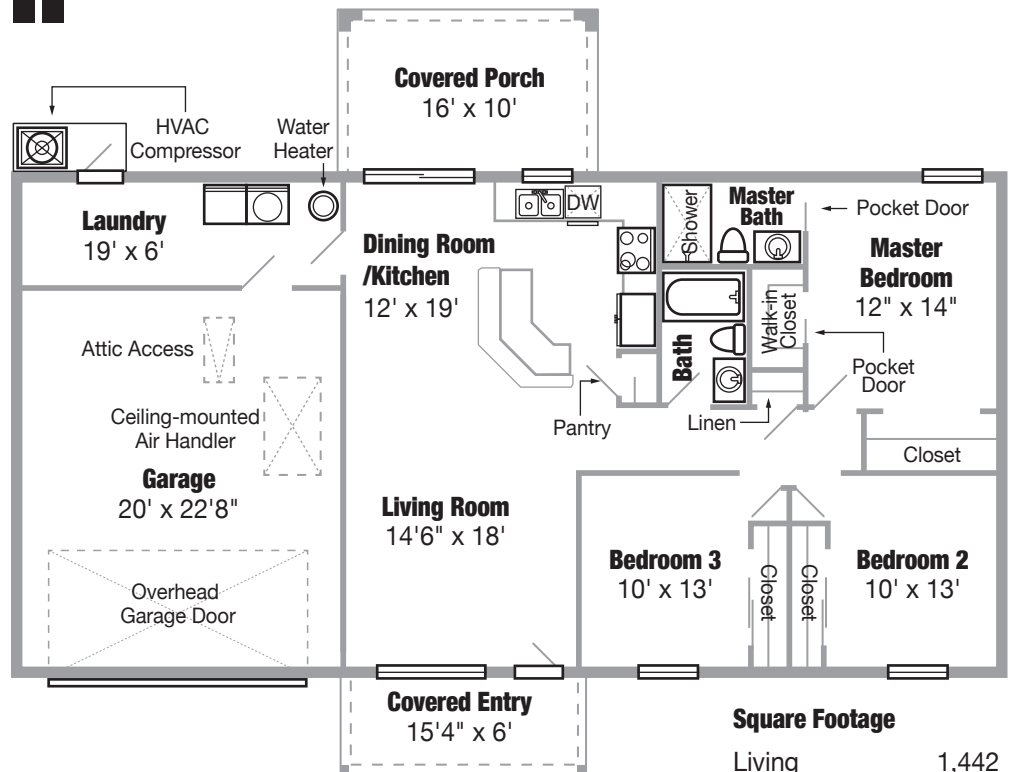 Covered Porch
16' x 10'
HVAC
Compressor
Water
Heater
Laundry
19' x 6'
Dining Room
/Kitchen
12' x 19'
DW
Shower
Master
Bath
Pocket Door
Master
Bedroom
12" x 14"
Walk-in
Closet
Bath
Pocket
Door
Attic Access
Ceiling-mounted
Air Handler
Pantry
Linen
Closet
Garage
20' x 22'8"
Living Room
14'6" x 18'
Bedroom 3
10' x 13'
Closet
Closet
Bedroom 2
10' x 13'
Overhead
Garage Door
Covered Entry
15'4" x 6'
Square Footage
Living 1,442